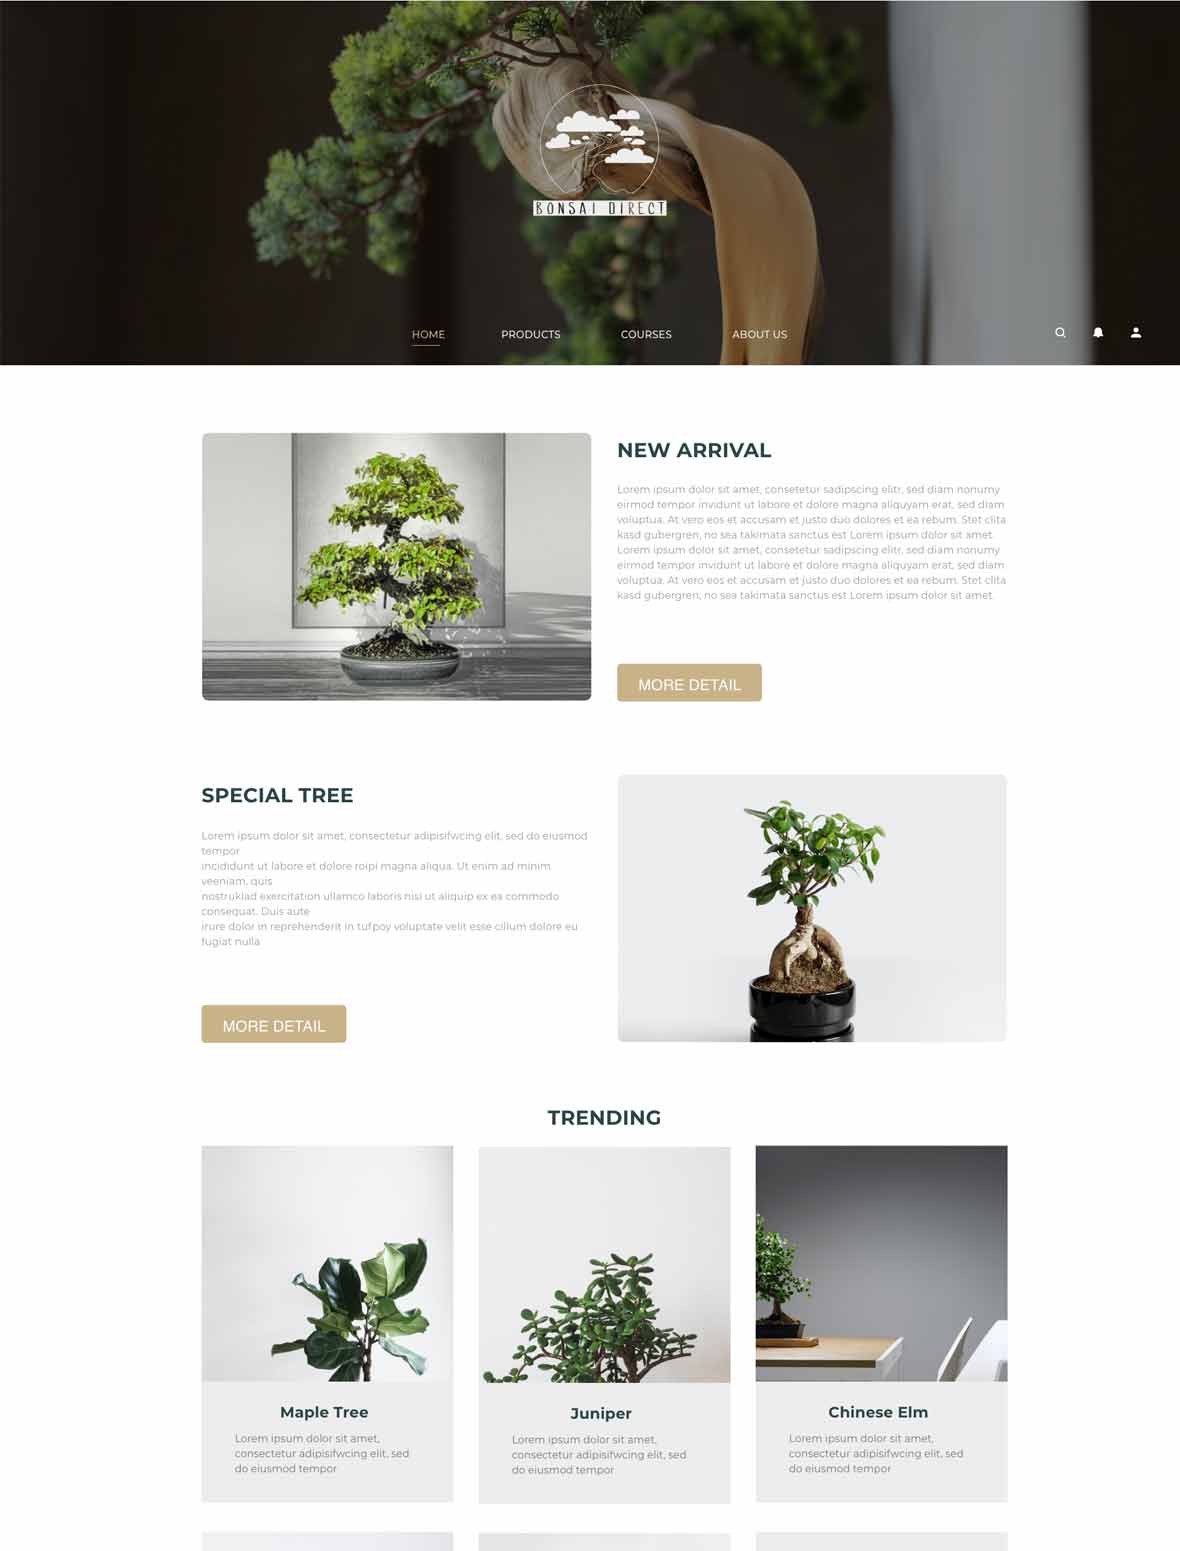 BONSAI DIRECT
HOME PRODUCTS COURSES ABOUT US
NEW ARRIVAL
Lorem ipsum dolor sit amet, consetetur sadipscing elitr, sed diam nonumy
eirmod tempor invidunt ut labore et dolore magna aliquyam erat, sed diam
voluptua. At vero eos et accusam et justo duo dolores et ea rebum. Stet clita
kasd gubergren, no sea takimata sanctus est Lorem ipsum dolor sit amet.
Lorem ipsum dolor sit amet, consetetur sadipscing elitr, sed diam nonumy
eirmod tempor invidunt ut labore et dolore magna aliquyam erat, sed diam
voluptua. At vero eos et accusam et justo duo dolores et ea rebum. Stet clita
kasd gubergren, no sea takimata sanctus est Lorem ipsum dolor sit amet.
MORE DETAIL
SPECIAL TREE
Lorem ipsum dolor sit amet, consectetur adipisifwcing elit, sed do eiusmod
tempor
incididunt ut labore et dolore roipi magna aliqua. Ut enim ad minim
veeniam, quis
nostruklad exercitation ullamco laboris nisi ut aliquip ex ea commodo
consequat. Duis aute
irure dolor in reprehenderit in tufpoy voluptate velit esse cillum dolore eu
fugiat nulla
MORE DETAIL
TRENDING
Maple Tree
Lorem ipsum dolor sit amet,
consectetur adipisifwcing elit, sed
do eiusmod tempor
Juniper
Lorem ipsum dolor sit amet,
consectetur adipisifwcing elit, sed
do eiusmod tempor
Chinese Elm
Lorem ipsum dolor sit amet,
consectetur adipisifwcing elit, sed
do eiusmod tempor